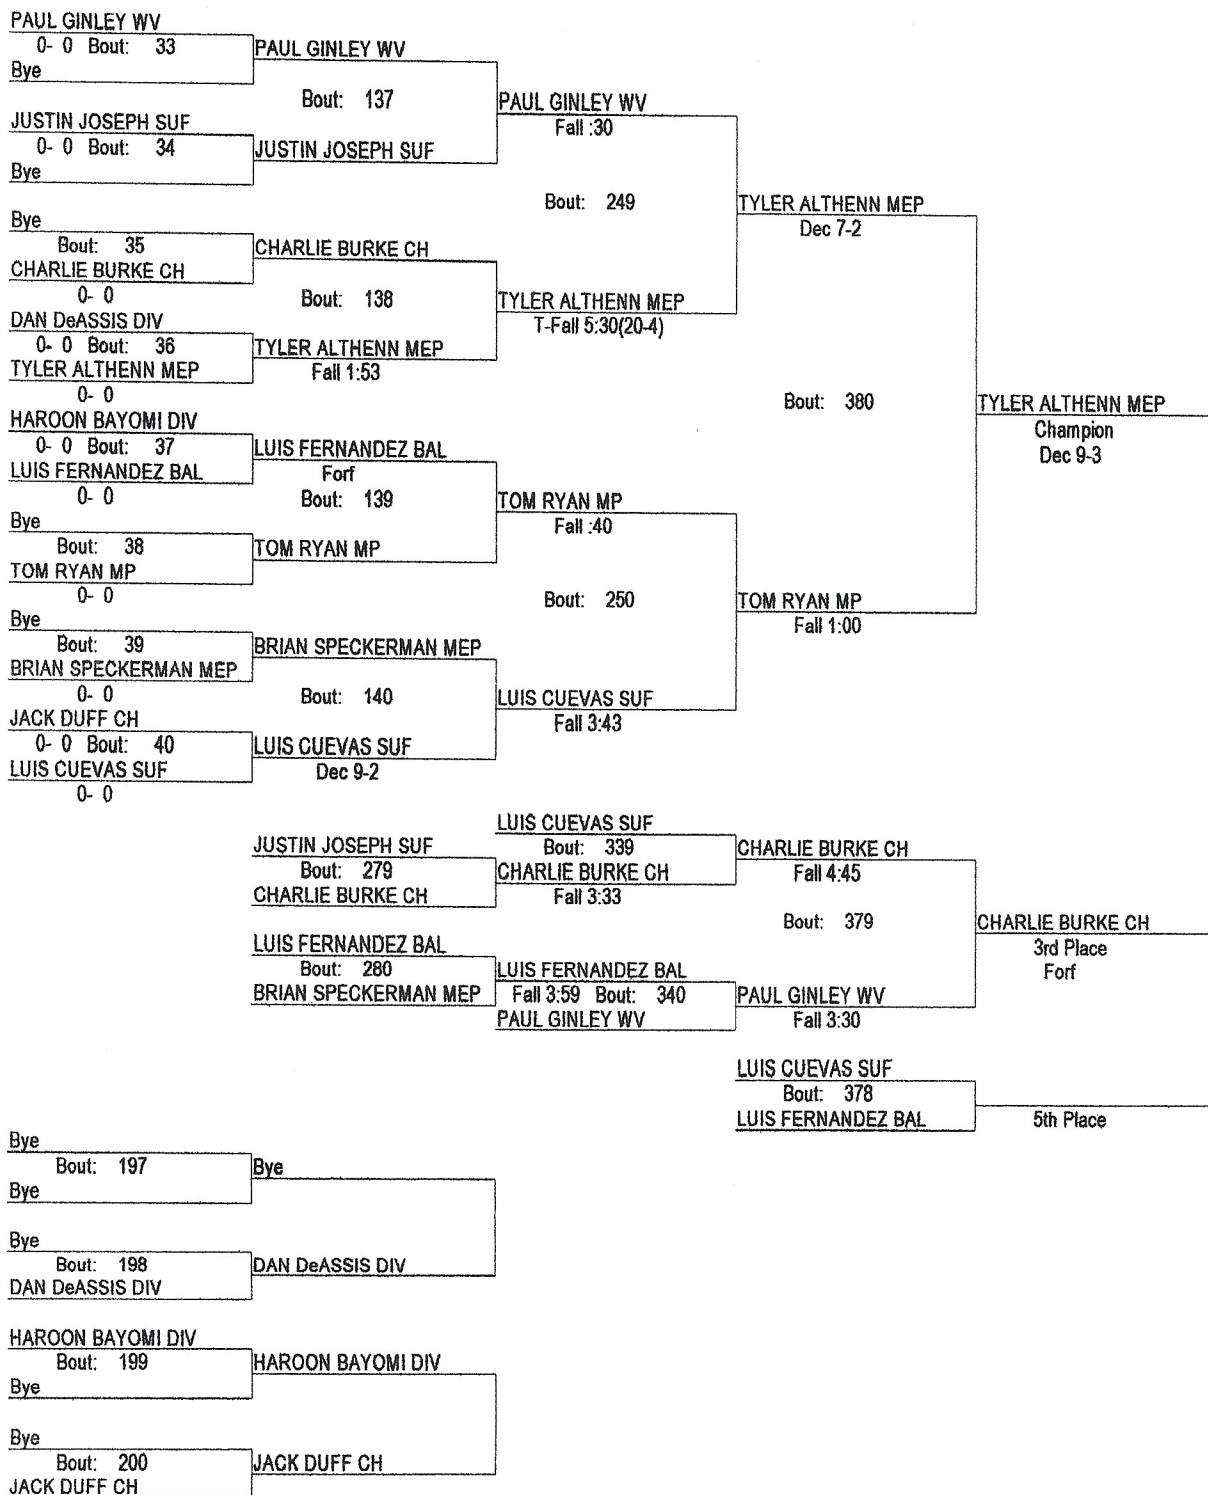 PAUL GINLEY WV
0- 0 Bout: 33
Bye
PAUL GINLEY WV
Bout: 137
JUSTIN JOSEPH SUF
0- 0 Bout: 34
Bye
JUSTIN JOSEPH SUF
PAUL GINLEY WV
Fall :30
Bout: 249
Bye
Bout: 35
CHARLIE BURKE CH
0- 0
CHARLIE BURKE CH
Bout: 138
DAN DeASSIS DIV
0- 0 Bout: 36
TYLER ALTHENN MEP
0- 0
TYLER ALTHENN MEP
Fall 1:53
TYLER ALTHENN MEP
T-Fall 5:30(20-4)
TYLER ALTHENN MEP
Dec 7-2
Bout: 380
TYLER ALTHENN MEP
Champion
Dec 9-3
HAROON BAYOMI DIV
0- 0 Bout: 37
LUIS FERNANDEZ BAL
0- 0
LUIS FERNANDEZ BAL
Forf
Bout: 139
Bye
Bout: 38
TOM RYAN MP
0- 0
TOM RYAN MP
TOM RYAN MP
Fall :40
Bout: 250
TOM RYAN MP
Fall 1:00
Bye
Bout: 39
BRIAN SPECKERMAN MEP
0- 0
BRIAN SPECKERMAN MEP
Bout: 140
JACK DUFF CH
0- 0 Bout: 40
LUIS CUEVAS SUF
0- 0
LUIS CUEVAS SUF
Dec 9-2
LUIS CUEVAS SUF
Fall 3:43
JUSTIN JOSEPH SUF
Bout: 279
CHARLIE BURKE CH
LUIS CUEVAS SUF
Bout: 339
CHARLIE BURKE CH
Fall 3:33
CHARLIE BURKE CH
Fall 4:45
Bout: 379
CHARLIE BURKE CH
3rd Place
Forf
LUIS FERNANDEZ BAL
Bout: 280
BRIAN SPECKERMAN MEP
LUIS FERNANDEZ BAL
Fall 3:59 Bout: 340
PAUL GINLEY WV
PAUL GINLEY WV
Fall 3:30
LUIS CUEVAS SUF
Bout: 378
LUIS FERNANDEZ BAL
5th Place
Bye
Bout: 197
Bye
Bye
Bye
Bout: 198
DAN DeASSIS DIV
DAN DeASSIS DIV
HAROON BAYOMI DIV
Bout: 199
Bye
HAROON BAYOMI DIV
Bye
Bout: 200
JACK DUFF CH
JACK DUFF CH